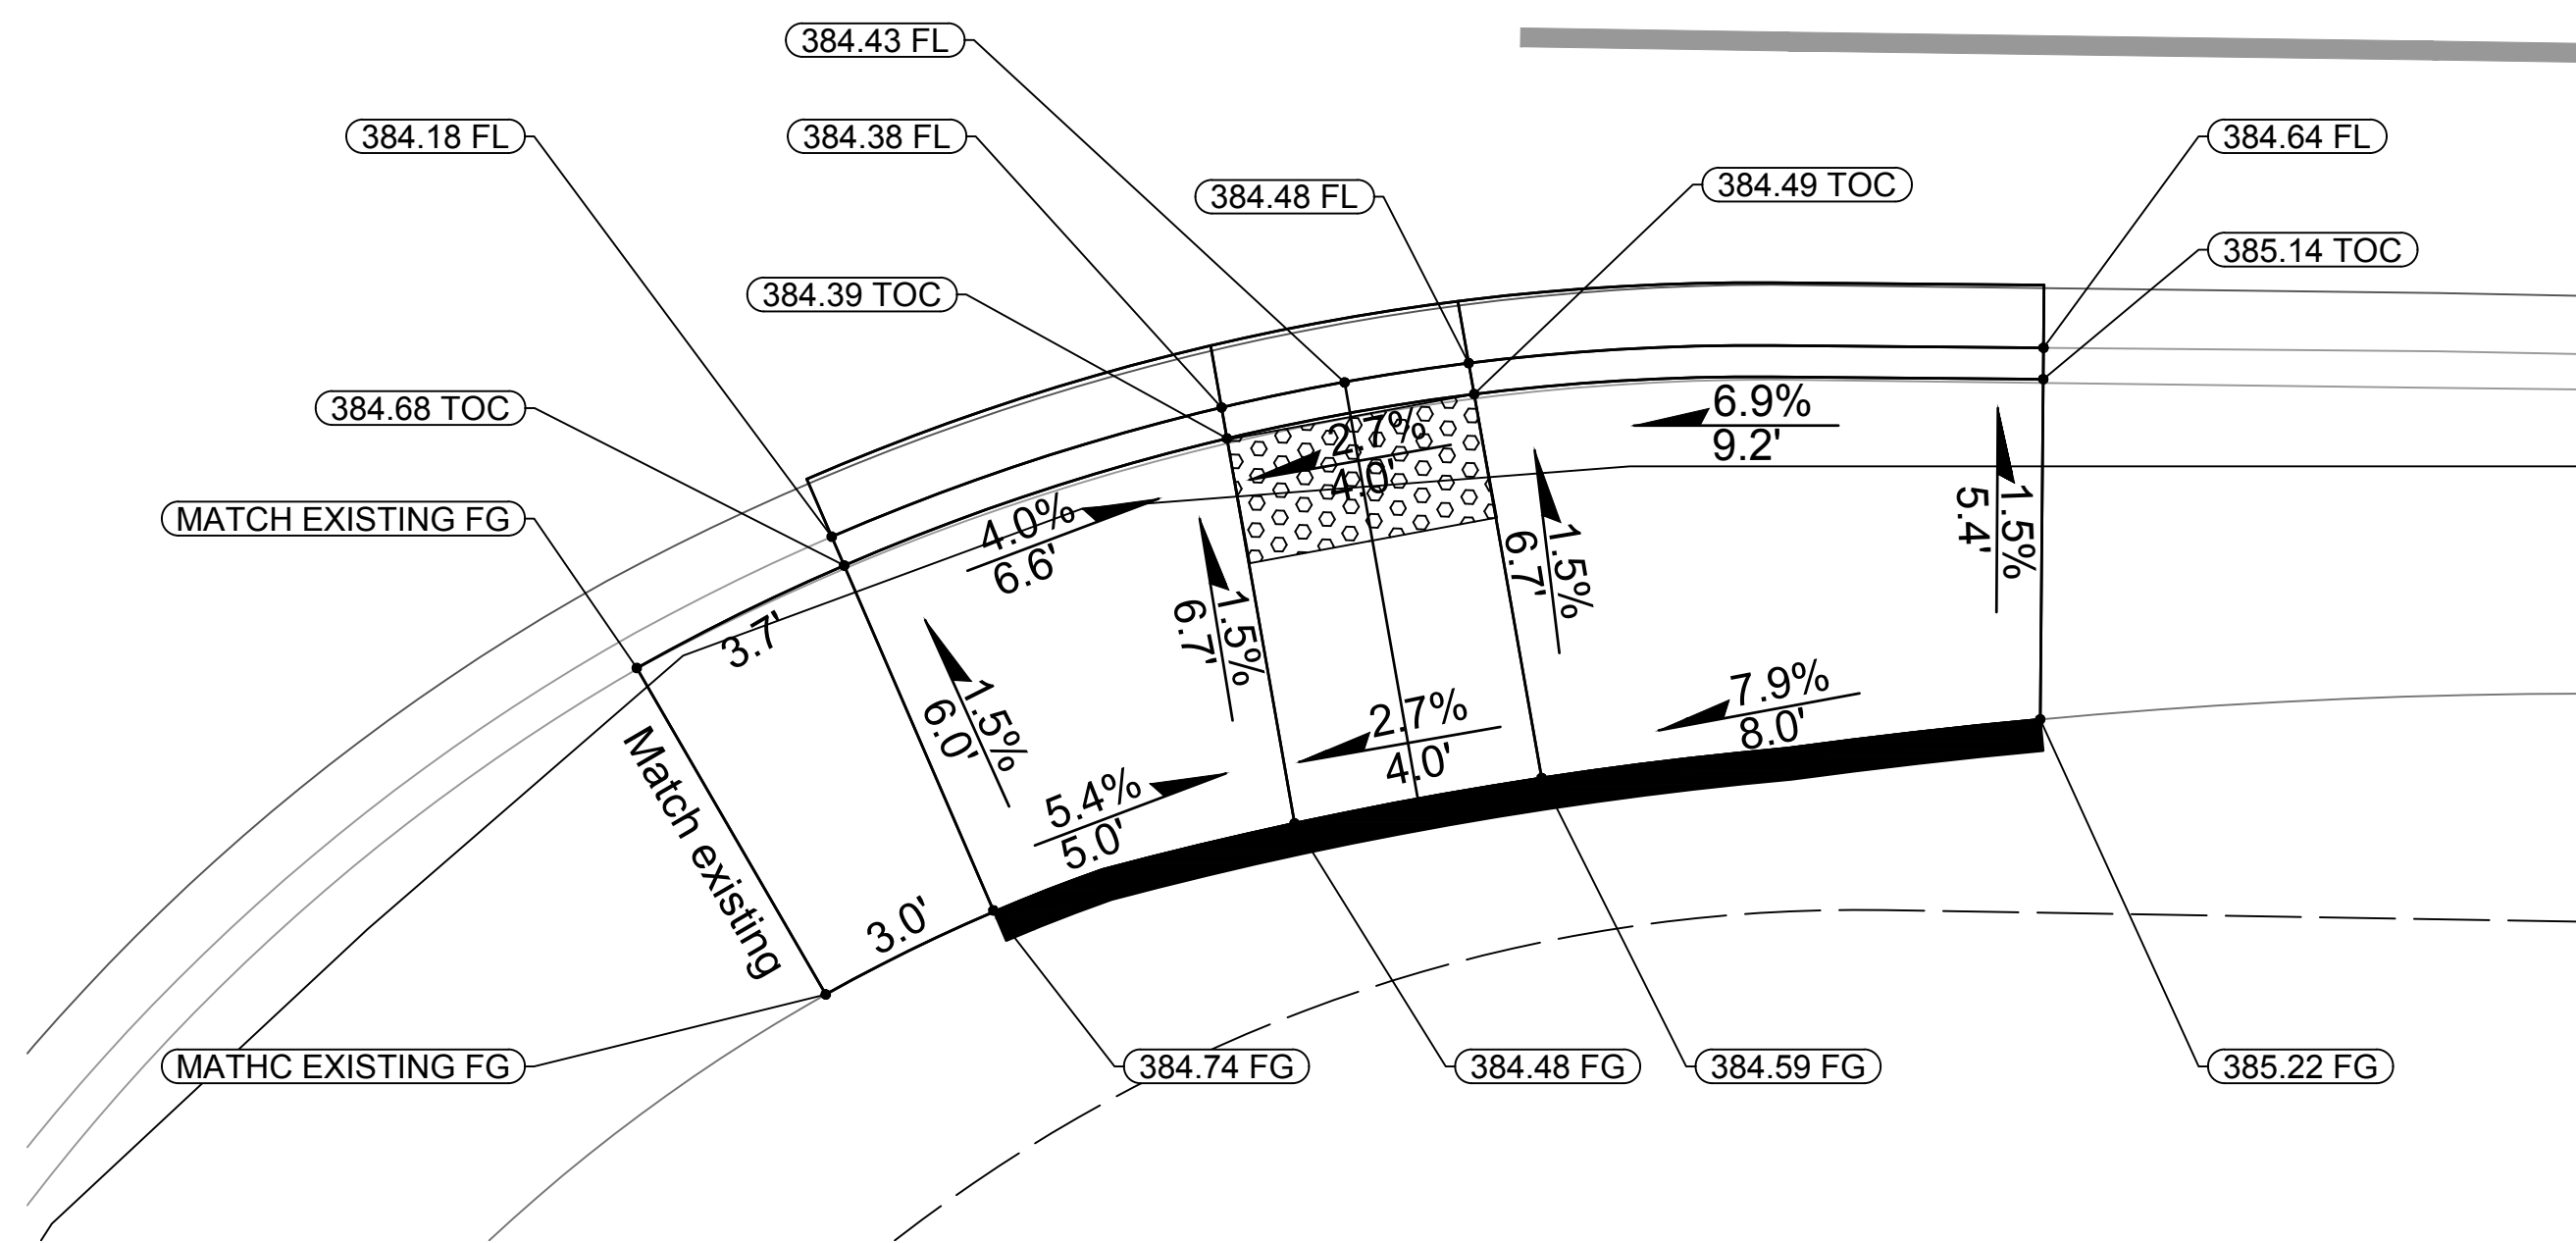 384.43 FL
384.18 FL
384.38 FL
384.64 FL
384.48 FL
384.49 TOC
385.14 TOC
384.39 TOC
384.68 TOC
6.9%
9.2'
2.7%
4.0'
MATCH EXISTING FG
4.0%
6.6'
1.5%
5.4'
1.5%
6.7'
1.5%
6.7'
3.7'
1.5%
6.0'
7.9%
8.0'
2.7%
4.0'
Match existing
5.4%
5.0'
3.0'
MATHC EXISTING FG
384.74 FG
384.48 FG
384.59 FG
385.22 FG